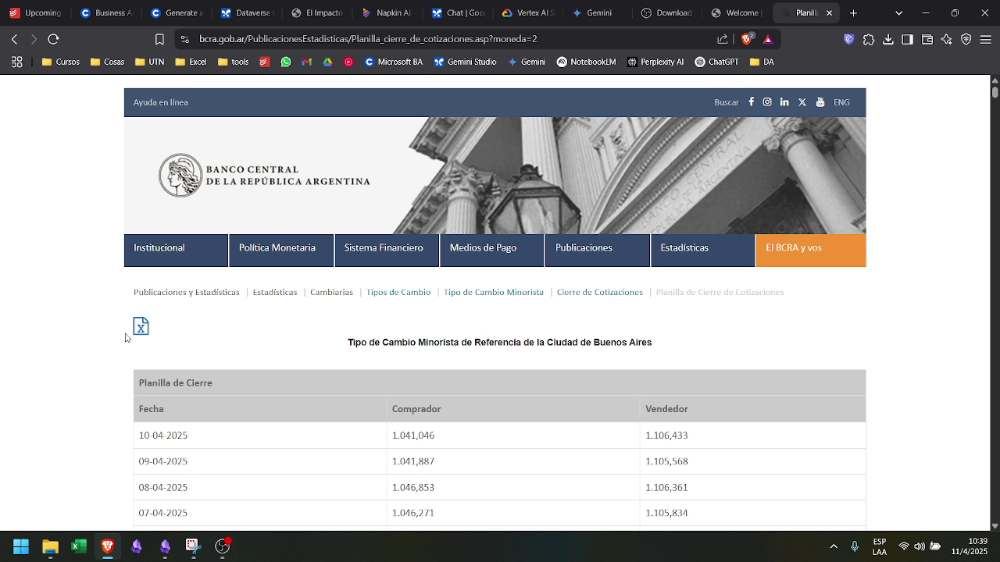 Upcoming
Business A
Generate c
Dataverse
El Impacto
Napkin AI
Chat | Goo
Vertex AI S
Gemini
Download
Welcome
Planilla
bcra.gob.ar/PublicacionesEstadisticas/Planilla_cierre_de_cotizaciones.asp?moneda=2
2
Cursos
Cosas
UTN
Excel
tools
Microsoft BA
Gemini Studio
Gemini
NotebookLM
Perplexity AI
ChatGPT
DA
Ayuda en línea
Buscar
ENG
BANCO CENTRAL
DE LA REPÚBLICA ARGENTINA
BANCO CENTRAL
REPUBLICA ARGENTINA
Institucional
Política Monetaria
Sistema Financiero
Medios de Pago
Publicaciones
Estadísticas
El BCRA y vos
Publicaciones y Estadísticas | Estadísticas | Cambiarias | Tipos de Cambio | Tipo de Cambio Minorista | Cierre de Cotizaciones | Planilla de Cierre de Cotizaciones
Tipo de Cambio Minorista de Referencia de la Ciudad de Buenos Aires
Planilla de Cierre
Fecha Comprador Vendedor
10-04-2025 1.041,046 1.106,433
09-04-2025 1.041,887 1.105,568
08-04-2025 1.046,853 1.106,361
07-04-2025 1.046,271 1.105,834
ESP
LAA
10:39
11/4/2025